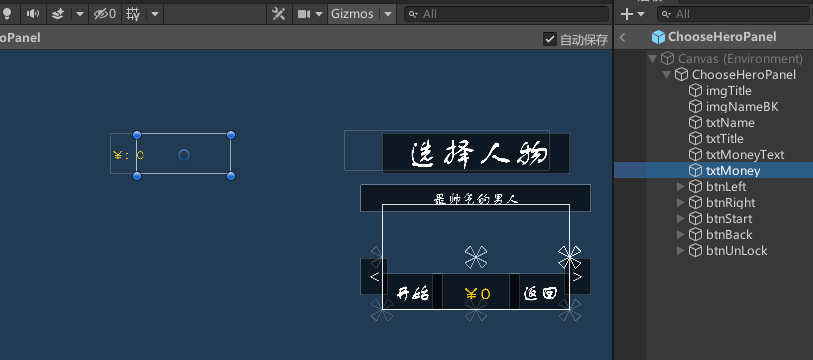 0
Gizmos
All
All
roPanel
自动保存
ChooseHeroPanel
Canvas (Environment)
ChooseHeroPanel
imgTitle
imgNameBK
txtName
txtTitle
txtMoneyText
txtMoney
btnLeft
btnRight
btnStart
btnBack
btnUnLock
¥: 0
选择人物
是帅气的男人
<
>
开始
¥0
返回